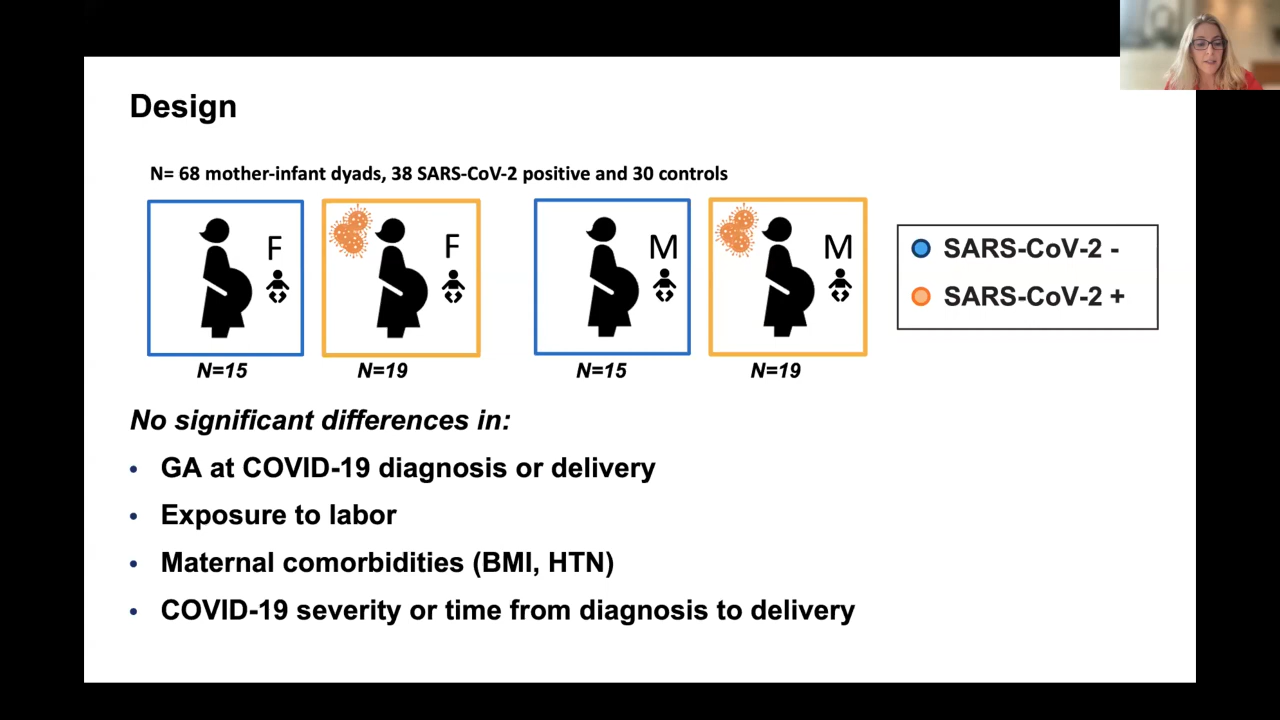 Design
N= 68 mother-infant dyads, 38 SARS-CoV-2 positive and 30 controls
F
F
M
M
SARS-CoV-2 -
SARS-CoV-2 +
N=15
N=19
N=15
N=19
No significant differences in:
• GA at COVID-19 diagnosis or delivery
• Exposure to labor
• Maternal comorbidities (BMI, HTN)
• COVID-19 severity or time from diagnosis to delivery